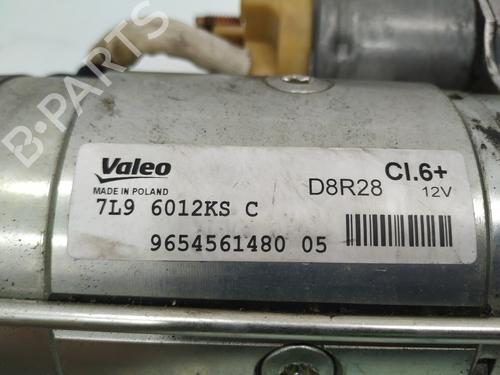 B-PARTS
Valeo
MADE IN POLAND
D8R28
Cl.6+
12V
7L9 6012KS C
9654561480 05